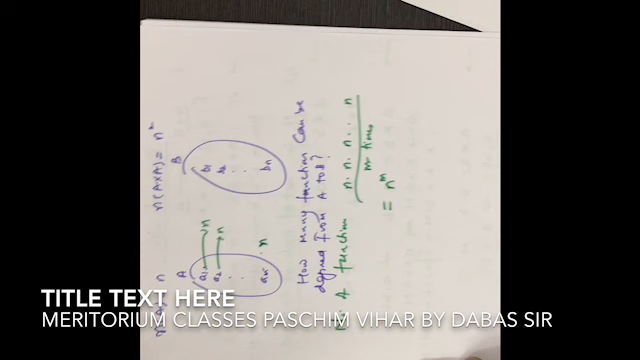 n(A×A) = n²
A B
a₁ → n b₁
a₂ → n b₂
aₘ . n bₙ
How many function can be
defined from A to B?
A function n. n. n. . . n
m times
= nᵐ
TITLE TEXT HERE
MERITORIUM CLASSES PASCHIM VIHAR BY DABAS SIR